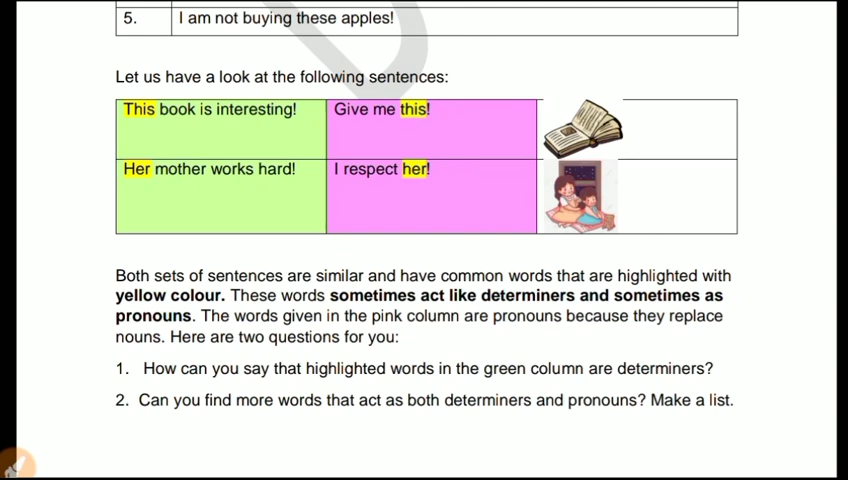 5. I am not buying these apples!
Let us have a look at the following sentences:
This book is interesting! Give me this!
Her mother works hard! I respect her!
Both sets of sentences are similar and have common words that are highlighted with
yellow colour. These words sometimes act like determiners and sometimes as
pronouns. The words given in the pink column are pronouns because they replace
nouns. Here are two questions for you:
1. How can you say that highlighted words in the green column are determiners?
2. Can you find more words that act as both determiners and pronouns? Make a list.